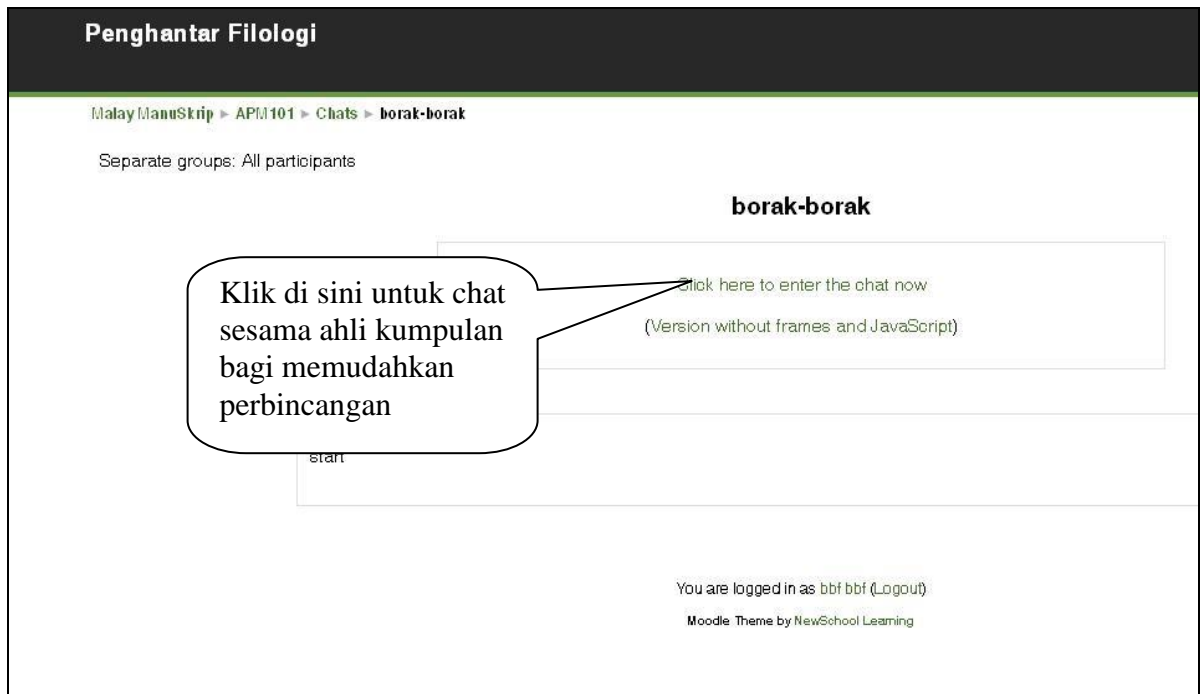 Penghantar Filologi
Malay ManuSkrip ► APM101 ► Chats ► borak-borak
Separate groups: All participants
borak-borak
Click here to enter the chat now
(Version without frames and JavaScript)
Klik di sini untuk chat
sesama ahli kumpulan
bagi memudahkan
perbincangan
start
You are logged in as bbf bbf (Logout)
Moodle Theme by NewSchool Learning